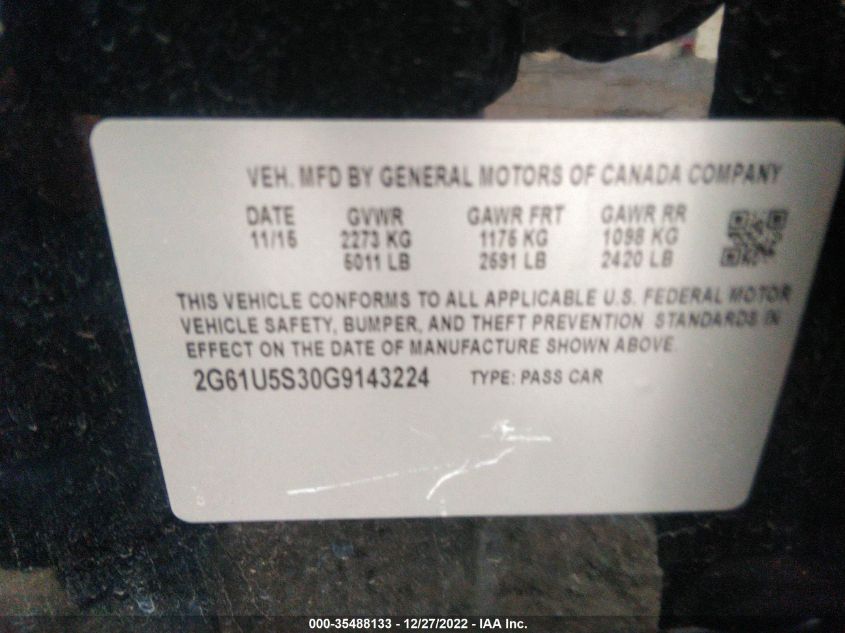 VEH. MFD BY GENERAL MOTORS OF CANADA COMPANY
DATE GVWR GAWR FRT GAWR RR
11/15 2273 KG 1175 KG 1098 KG
5011 LB 2591 LB 2420 LB
THIS VEHICLE CONFORMS TO ALL APPLICABLE U.S. FEDERAL MOTOR
VEHICLE SAFETY, BUMPER, AND THEFT PREVENTION STANDARDS IN
EFFECT ON THE DATE OF MANUFACTURE SHOWN ABOVE.
2G61U5S30G9143224 TYPE: PASS CAR
000-35488133 - 12/27/2022 - IAA Inc.